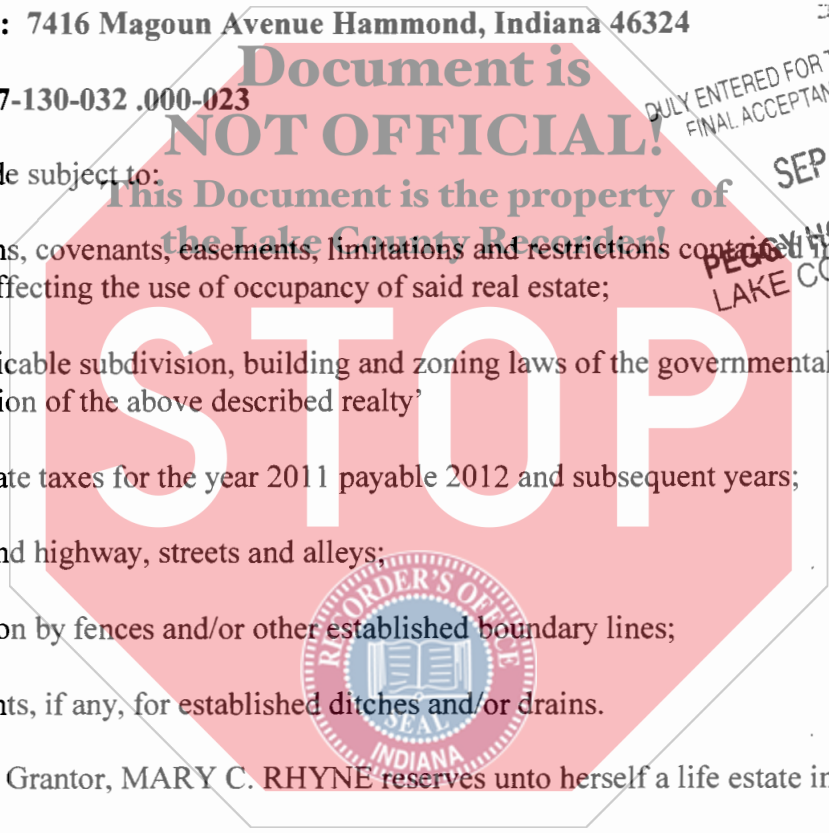 : 7416 Magoun Avenue Hammond, Indiana 46324
Document is
7-130-032 .000-023
DULY ENTERED FOR
FINAL
NOT OFFICIAL!
de subject to:
SEP
This Document is the property of
the Lake County Recorder!
ns, covenants, easements, limitations and restrictions contained in
PEGGY
ffecting the use of occupancy of said real estate;
LAKE
STOP
icable subdivision, building and zoning laws of the governmental
ion of the above described realty'
ate taxes for the year 2011 payable 2012 and subsequent years;
nd highway, streets and alleys;
RECORDER'S OFFICE
on by fences and/or other established boundary lines;
nts, if any, for established ditches and/or drains.
SEAL
INDIANA
Grantor, MARY C. RHYNE reserves unto herself a life estate in